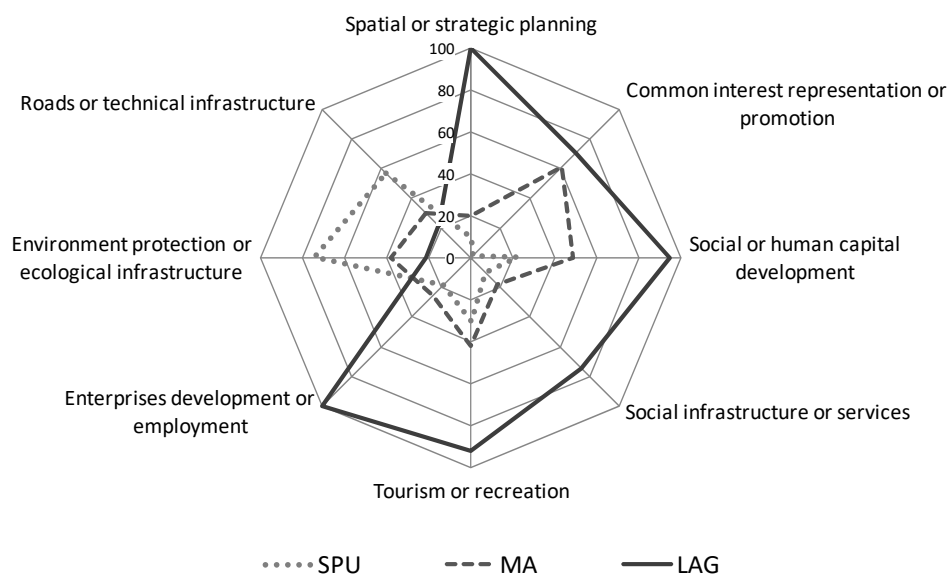 Spatial or strategic planning
100
80
60
40
20
0
Common interest representation or
promotion
Social or human capital
development
Social infrastructure or services
Tourism or recreation
Enterprises development or
employment
Environment protection or
ecological infrastructure
Roads or technical infrastructure
SPU MA LAG